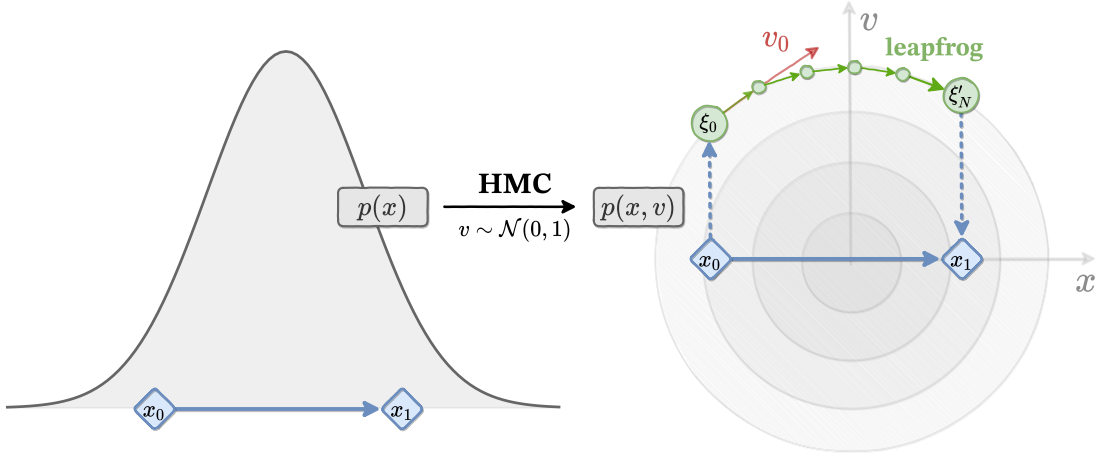 p(x)
x₀
x₁
HMC
v ∼ 𝒩(0, 1)
p(x, v)
v
v₀
leapfrog
ξ₀
ξ′_N
x₀
x₁
x